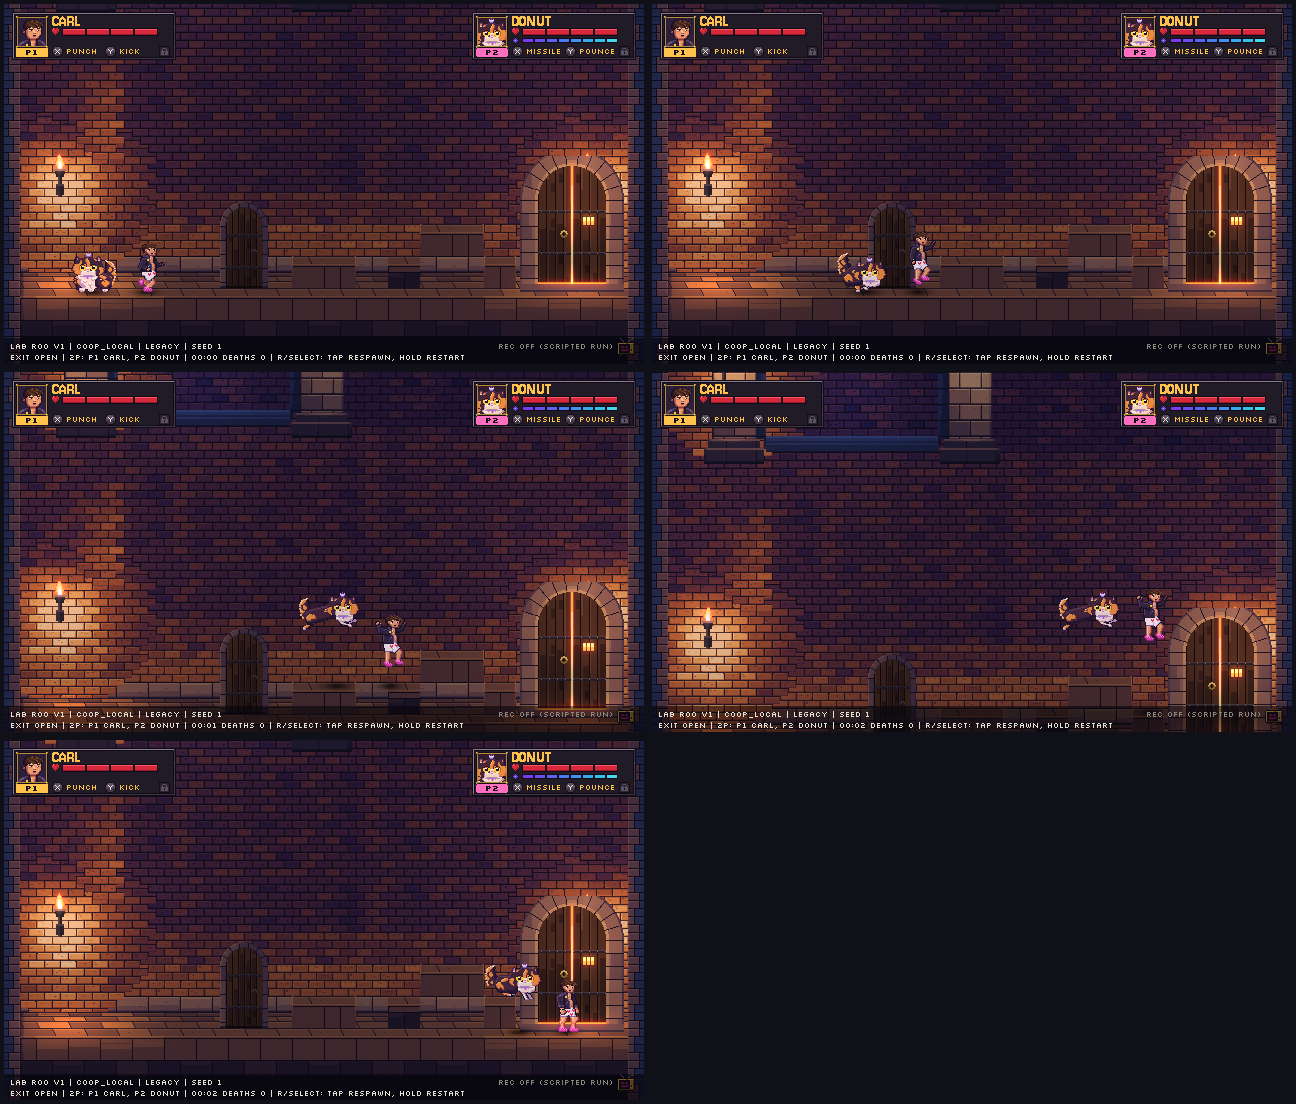 CARL
P1
PUNCH KICK
DONUT
P2
MISSILE POUNCE
LAB ROO V1 | COOP_LOCAL | LEGACY | SEED 1
REC OFF (SCRIPTED RUN)
EXIT OPEN | 2P: P1 CARL, P2 DONUT | 00:00 DEATHS 0 | R/SELECT: TAP RESPAWN, HOLD RESTART
CARL
P1
PUNCH KICK
DONUT
P2
MISSILE POUNCE
LAB ROO V1 | COOP_LOCAL | LEGACY | SEED 1
REC OFF (SCRIPTED RUN)
EXIT OPEN | 2P: P1 CARL, P2 DONUT | 00:00 DEATHS 0 | R/SELECT: TAP RESPAWN, HOLD RESTART
CARL
P1
PUNCH KICK
DONUT
P2
MISSILE POUNCE
LAB ROO V1 | COOP_LOCAL | LEGACY | SEED 1
REC OFF (SCRIPTED RUN)
EXIT OPEN | 2P: P1 CARL, P2 DONUT | 00:01 DEATHS 0 | R/SELECT: TAP RESPAWN, HOLD RESTART
CARL
P1
PUNCH KICK
DONUT
P2
MISSILE POUNCE
LAB ROO V1 | COOP_LOCAL | LEGACY | SEED 1
REC OFF (SCRIPTED RUN)
EXIT OPEN | 2P: P1 CARL, P2 DONUT | 00:02 DEATHS 0 | R/SELECT: TAP RESPAWN, HOLD RESTART
CARL
P1
PUNCH KICK
DONUT
P2
MISSILE POUNCE
LAB ROO V1 | COOP_LOCAL | LEGACY | SEED 1
REC OFF (SCRIPTED RUN)
EXIT OPEN | 2P: P1 CARL, P2 DONUT | 00:02 DEATHS 0 | R/SELECT: TAP RESPAWN, HOLD RESTART